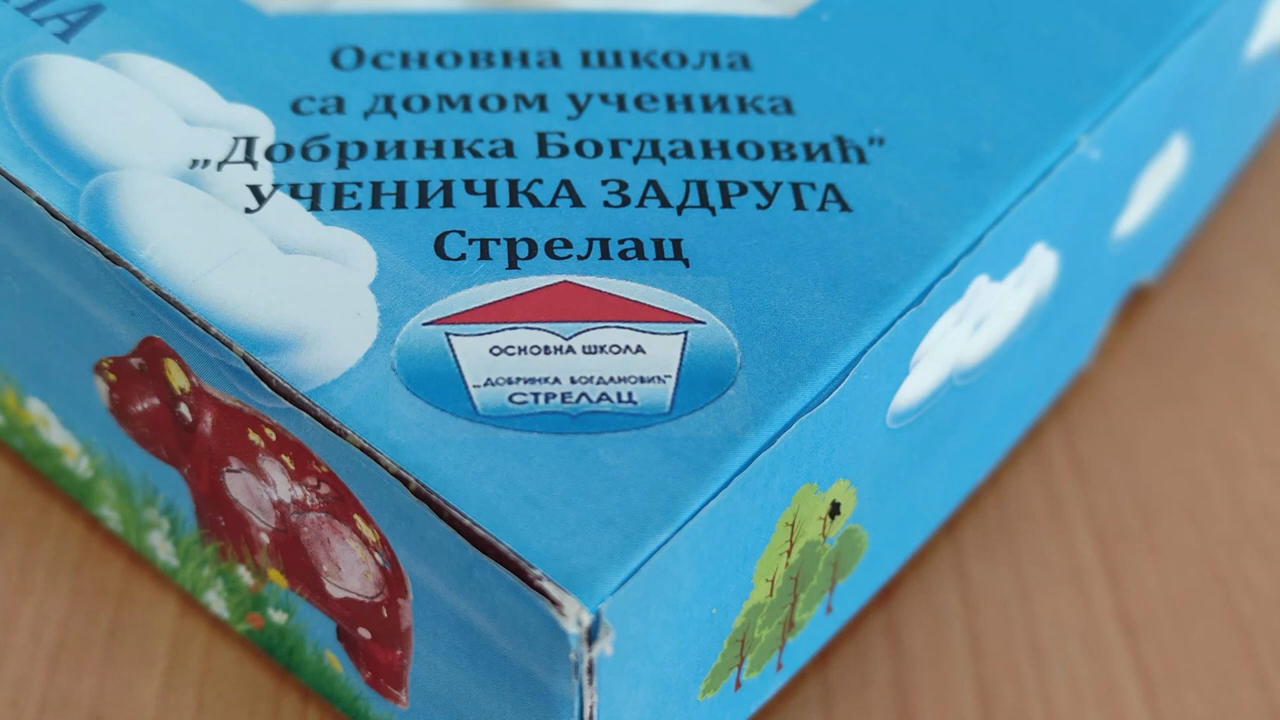 Основна школа
са домом ученика
„Добринка Богдановић”
УЧЕНИЧКА ЗАДРУГА
Стрелац
ОСНОВНА ШКОЛА
„ДОБРИНКА БОГДАНОВИЋ”
СТРЕЛАЦ